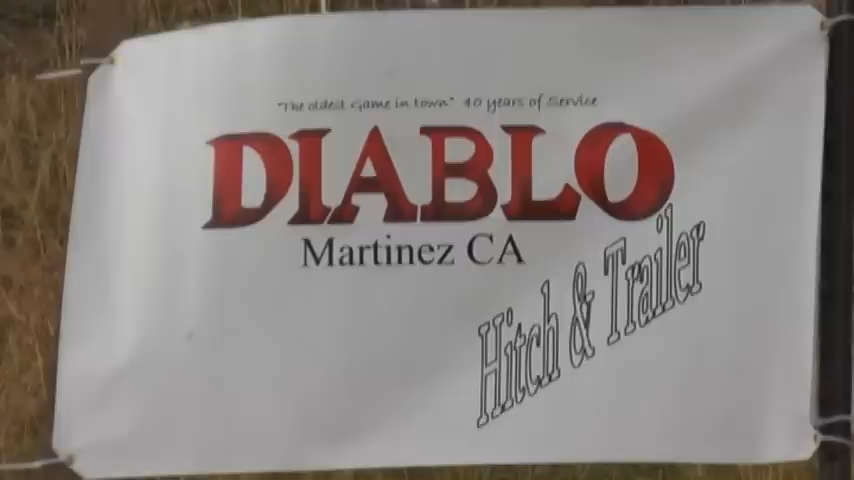 "The oldest Game in town" 40 years of Service
DIABLO
Martinez CA
Hitch & Trailer